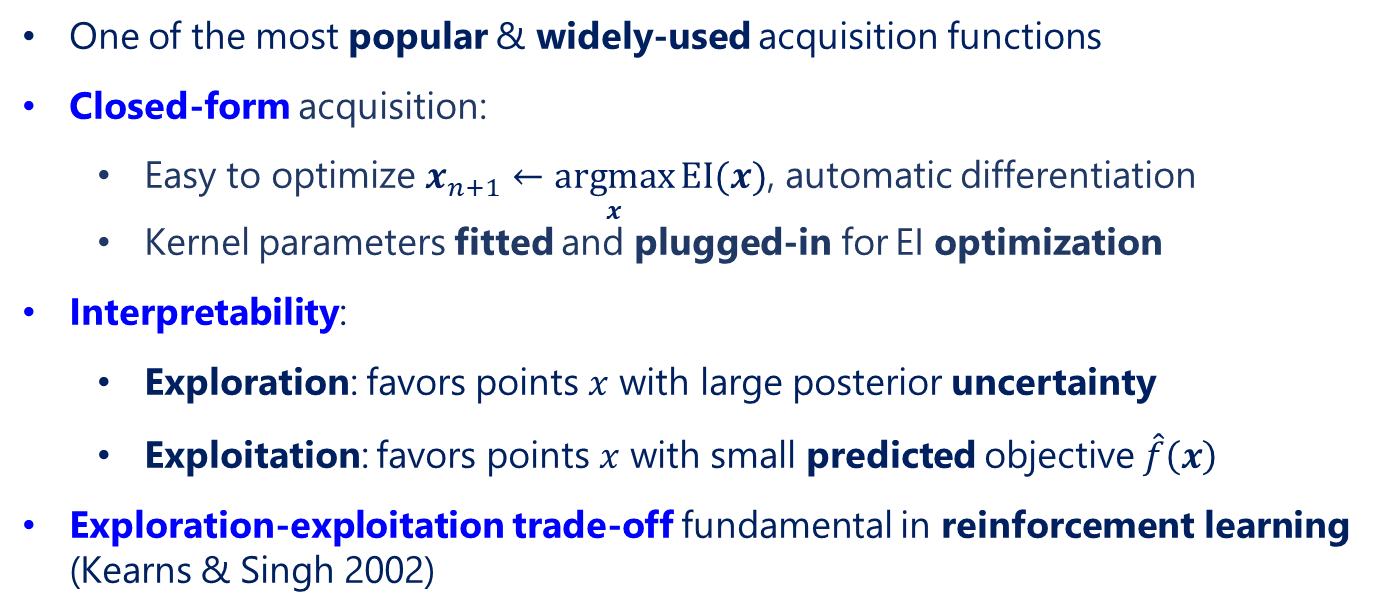 • One of the most popular & widely-used acquisition functions
• Closed-form acquisition:
• Easy to optimize 𝒙ₙ₊₁ ← argmax EI(𝒙), automatic differentiation
𝒙
• Kernel parameters fitted and plugged-in for EI optimization
• Interpretability:
• Exploration: favors points 𝑥 with large posterior uncertainty
• Exploitation: favors points 𝑥 with small predicted objective f̂(𝒙)
• Exploration-exploitation trade-off fundamental in reinforcement learning
(Kearns & Singh 2002)